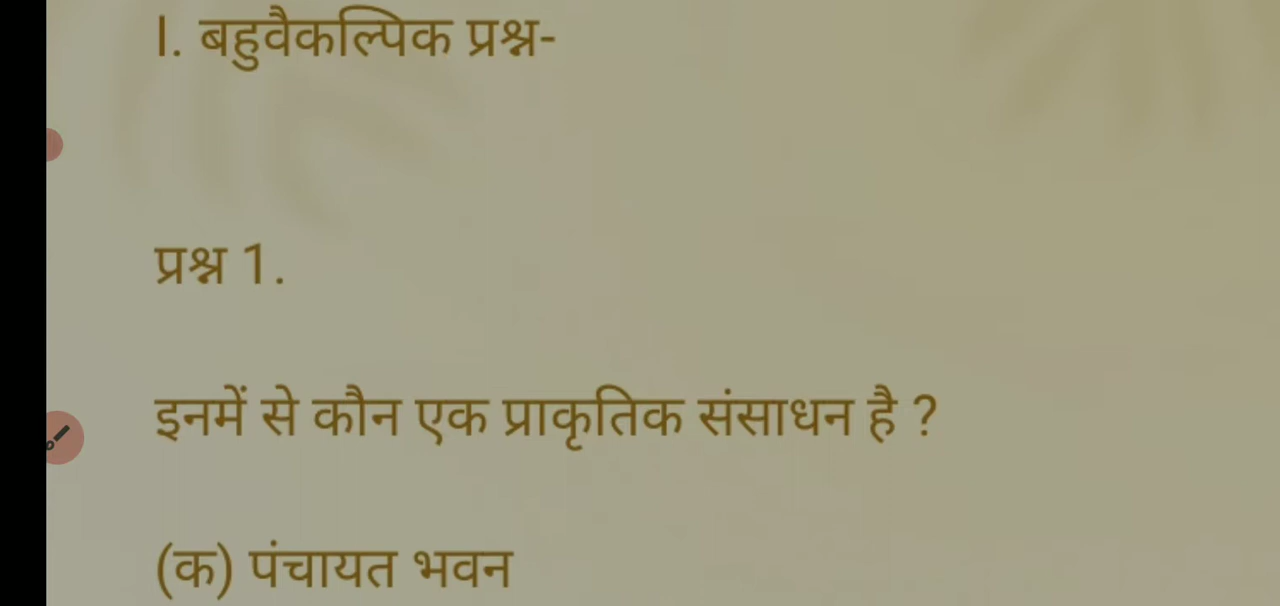 I. बहुवैकल्पिक प्रश्न-
प्रश्न 1.
इनमें से कौन एक प्राकृतिक संसाधन है ?
(क) पंचायत भवन